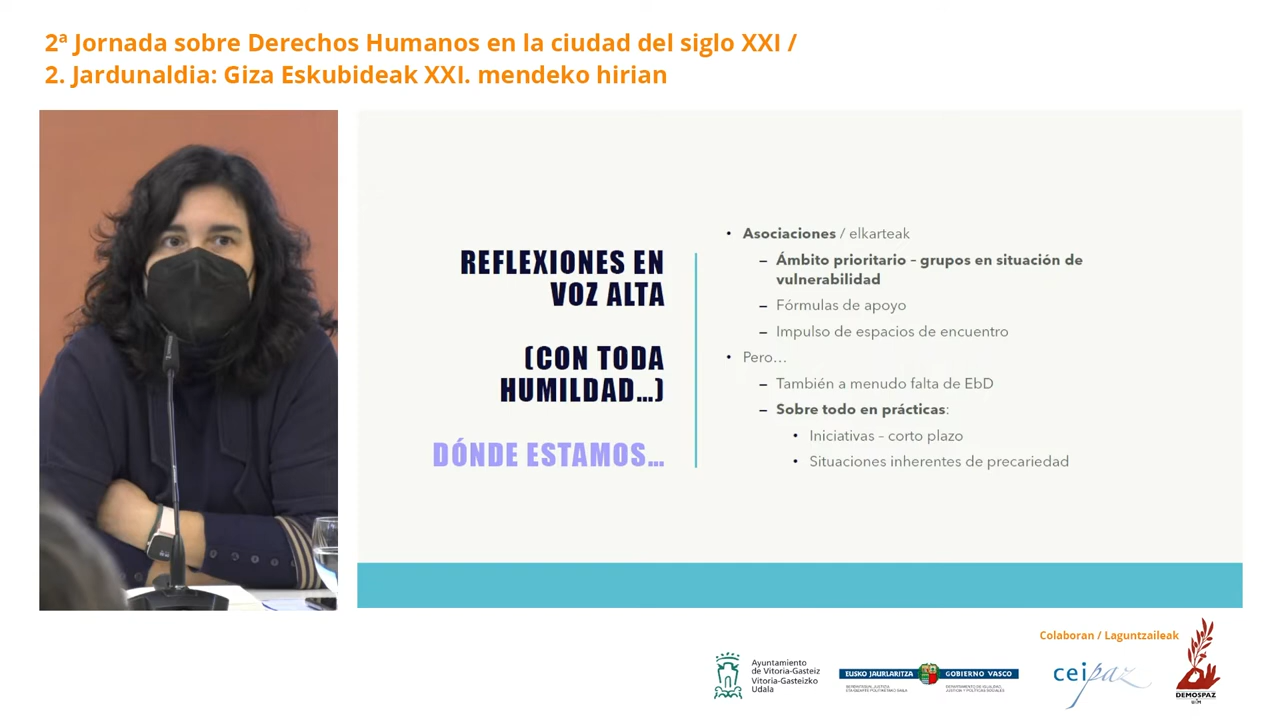 2ª Jornada sobre Derechos Humanos en la ciudad del siglo XXI /
2. Jardunaldia: Giza Eskubideak XXI. mendeko hirian
REFLEXIONES EN
VOZ ALTA
(CON TODA
HUMILDAD...)
DÓNDE ESTAMOS...
• Asociaciones / elkarteak
– Ámbito prioritario – grupos en situación de
vulnerabilidad
– Fórmulas de apoyo
– Impulso de espacios de encuentro
• Pero...
– También a menudo falta de EbD
– Sobre todo en prácticas:
• Iniciativas – corto plazo
• Situaciones inherentes de precariedad
Colaboran / Laguntzaileak
Ayuntamiento
de Vitoria-Gasteiz
Vitoria-Gasteizko
Udala
EUSKO JAURLARITZA
GOBIERNO VASCO
ceipaz
DEMOSPAZ